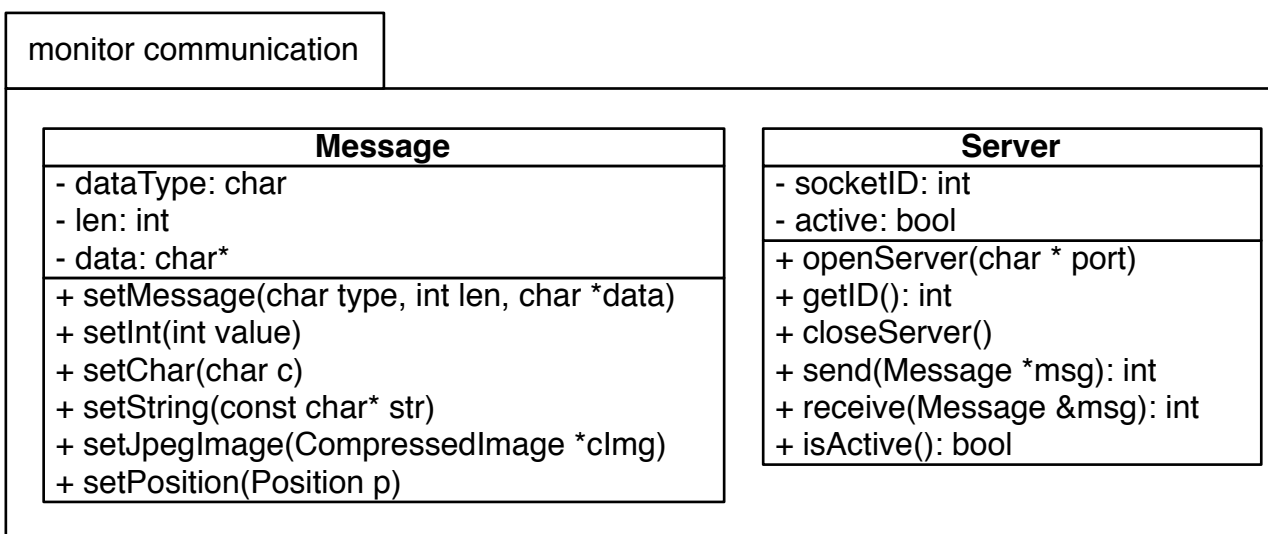 monitor communication
Message
- dataType: char
- len: int
- data: char*
+ setMessage(char type, int len, char *data)
+ setInt(int value)
+ setChar(char c)
+ setString(const char* str)
+ setJpegImage(CompressedImage *cImg)
+ setPosition(Position p)
Server
- socketID: int
- active: bool
+ openServer(char * port)
+ getID(): int
+ closeServer()
+ send(Message *msg): int
+ receive(Message &msg): int
+ isActive(): bool